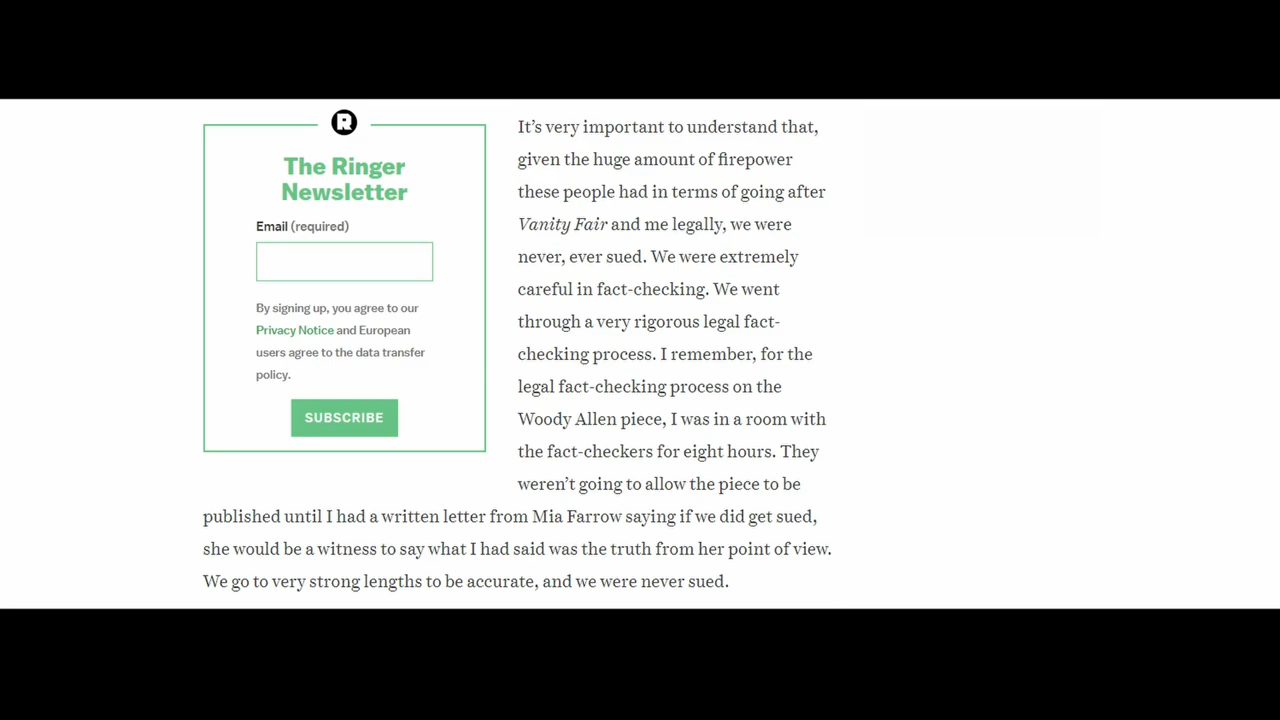 R
The Ringer
Newsletter
Email (required)
By signing up, you agree to our
Privacy Notice and European
users agree to the data transfer
policy.
SUBSCRIBE
It’s very important to understand that,
given the huge amount of firepower
these people had in terms of going after
Vanity Fair and me legally, we were
never, ever sued. We were extremely
careful in fact-checking. We went
through a very rigorous legal fact-
checking process. I remember, for the
legal fact-checking process on the
Woody Allen piece, I was in a room with
the fact-checkers for eight hours. They
weren’t going to allow the piece to be
published until I had a written letter from Mia Farrow saying if we did get sued,
she would be a witness to say what I had said was the truth from her point of view.
We go to very strong lengths to be accurate, and we were never sued.